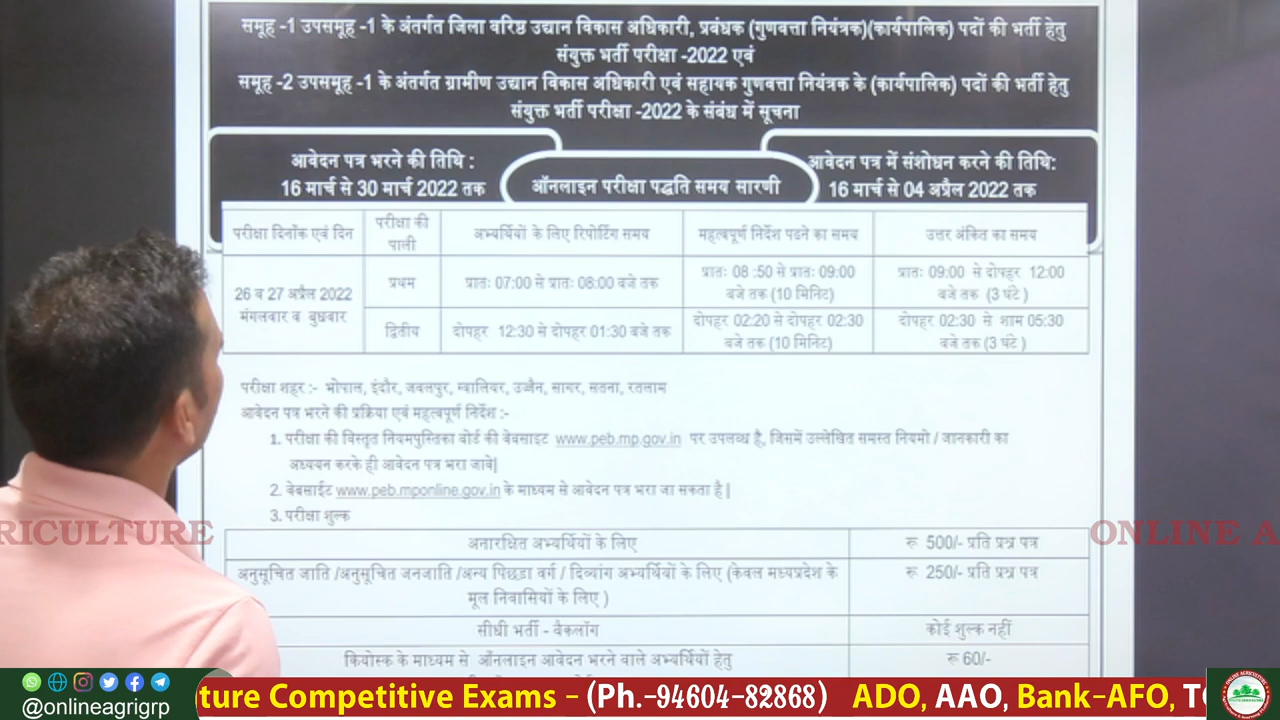 समूह -1 उपसमूह -1 के अंतर्गत जिला वरिष्ठ उद्यान विकास अधिकारी, प्रबंधक (गुणवत्ता नियंत्रक)(कार्यपालिक) पदों की भर्ती हेतु
संयुक्त भर्ती परीक्षा -2022 एवं
समूह -2 उपसमूह -1 के अंतर्गत ग्रामीण उद्यान विकास अधिकारी एवं सहायक गुणवत्ता नियंत्रक के (कार्यपालिक) पदों की भर्ती हेतु
संयुक्त भर्ती परीक्षा -2022 के संबंध में सूचना
आवेदन पत्र भरने की तिथि :
16 मार्च से 30 मार्च 2022 तक
ऑनलाइन परीक्षा पद्धति समय सारणी
आवेदन पत्र में संशोधन करने की तिथि:
16 मार्च से 04 अप्रैल 2022 तक
परीक्षा दिनाँक एवं दिन
परीक्षा की
पाली
अभ्यर्थियों के लिए रिपोर्टिंग समय
महत्वपूर्ण निर्देश पढने का समय
उत्तर अंकित का समय
26 व 27 अप्रैल 2022
मंगलवार व बुधवार
प्रथम
प्रातः 07:00 से प्रातः 08:00 बजे तक
प्रातः 08 :50 से प्रातः 09:00
बजे तक (10 मिनिट)
प्रातः 09:00 से दोपहर 12:00
बजे तक (3 घंटे )
द्वितीय
दोपहर 12:30 से दोपहर 01:30 बजे तक
दोपहर 02:20 से दोपहर 02:30
बजे तक (10 मिनिट)
दोपहर 02:30 से शाम 05:30
बजे तक (3 घंटे )
परीक्षा शहर :- भोपाल, इंदौर, जबलपुर, ग्वालियर, उज्जैन, सागर, सतना, रतलाम
आवेदन पत्र भरने की प्रक्रिया एवं महत्वपूर्ण निर्देश :-
1. परीक्षा की विस्तृत नियमपुस्तिका बोर्ड की वेबसाइट www.peb.mp.gov.in पर उपलब्ध है, जिसमें उल्लेखित समस्त नियमो / जानकारी का
अध्ययन करके ही आवेदन पत्र भरा जावे|
2. वेबसाईट www.peb.mponline.gov.in के माध्यम से आवेदन पत्र भरा जा सकता है |
3. परीक्षा शुल्क
अनारक्षित अभ्यर्थियों के लिए
रू 500/- प्रति प्रश्न पत्र
अनुसूचित जाति /अनुसूचित जनजाति /अन्य पिछड़ा वर्ग / दिव्यांग अभ्यर्थियों के लिए (केवल मध्यप्रदेश के
मूल निवासियों के लिए )
रू 250/- प्रति प्रश्न पत्र
सीधी भर्ती - बैकलॉग
कोई शुल्क नहीं
कियोस्क के माध्यम से ऑनलाइन आवेदन भरने वाले अभ्यर्थियों हेतु
रू 60/-
RICULTURE
ONLINE A
@onlineagrigrp
ture Competitive Exams - (Ph.-94604-82868) ADO, AAO, Bank-AFO,